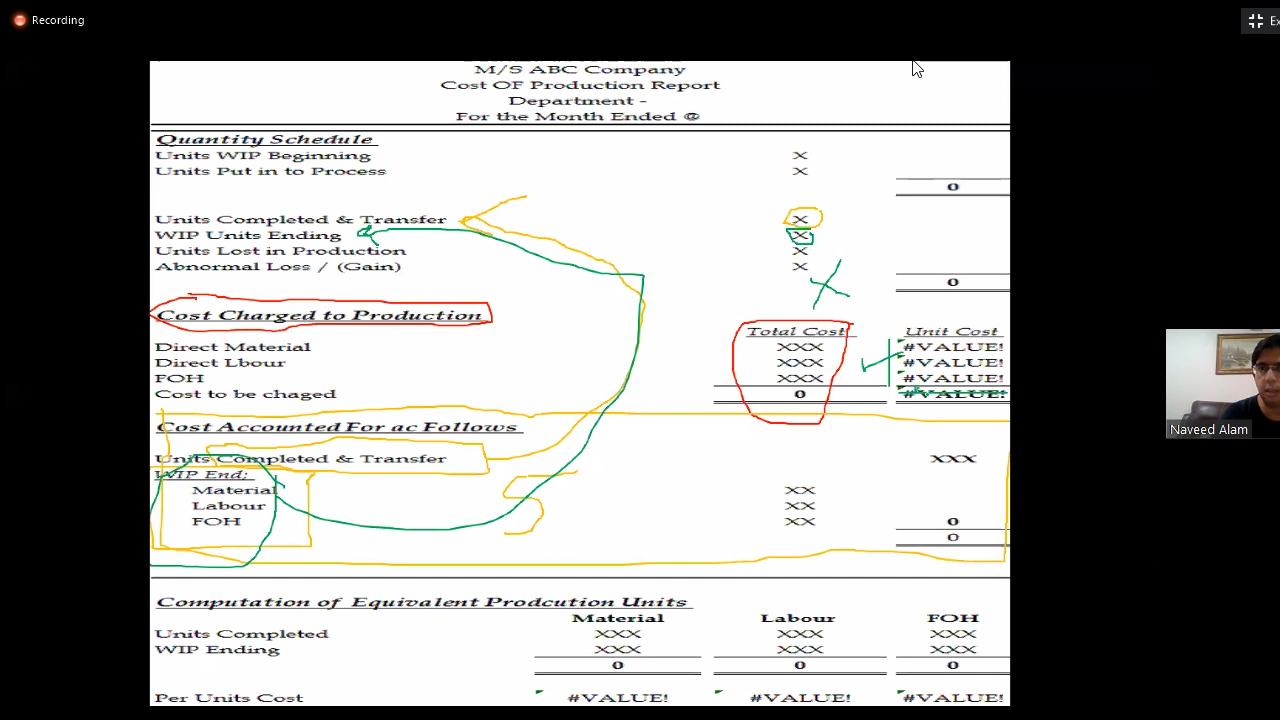 Recording
Ex
M/S ABC Company
Cost OF Production Report
Department -
For the Month Ended @
Quantity Schedule
Units WIP Beginning X
Units Put in to Process X
0
Units Completed & Transfer X
WIP Units Ending X
Units Lost in Production X
Abnormal Loss / (Gain) X
0
Cost Charged to Production
Total Cost Unit Cost
Direct Material XXX #VALUE!
Direct Lbour XXX #VALUE!
FOH XXX #VALUE!
Cost to be chaged 0 #VALUE!
Cost Accounted For ac Follows
Units Completed & Transfer XXX
WIP End;
Material XX
Labour XX
FOH XX 0
0
5
Computation of Equivalent Prodcution Units
Material Labour FOH
Units Completed XXX XXX XXX
WIP Ending XXX XXX XXX
0 0 0
Per Units Cost #VALUE! #VALUE! #VALUE!
Naveed Alam